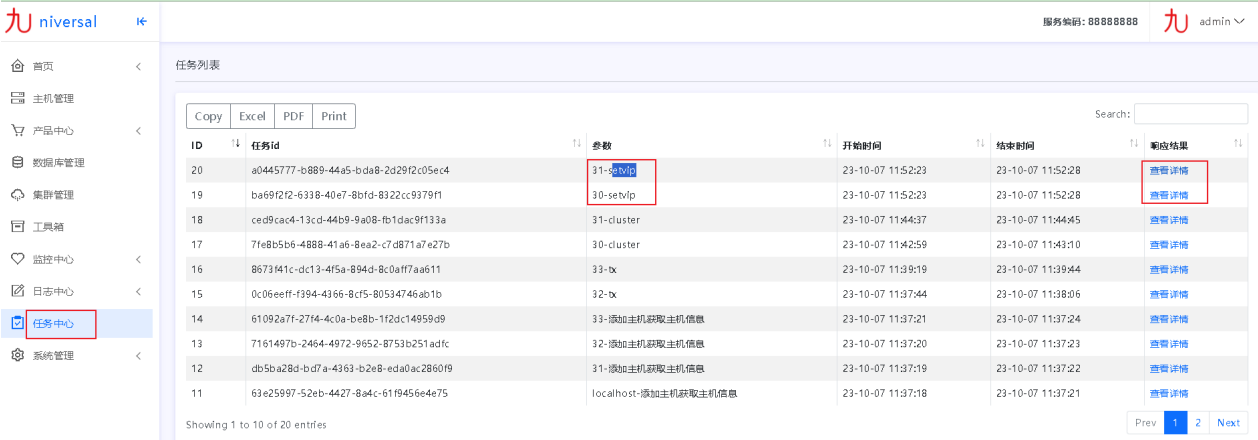 九 niversal
服务编码: 88888888 九 admin
首页
主机管理
产品中心
数据库管理
集群管理
工具箱
监控中心
日志中心
任务中心
系统管理
任务列表
Copy Excel PDF Print Search:
ID 任务id 参数 开始时间 结束时间 响应结果
20 a0445777-b889-44a5-bda8-2d29f2c05ec4 31-setvip 23-10-07 11:52:23 23-10-07 11:52:28 查看详情
19 ba69f2f2-6338-40e7-8bfd-8322cc9379f1 30-setvip 23-10-07 11:52:23 23-10-07 11:52:28 查看详情
18 ced9cac4-13cd-44b9-9a08-fb1dac9f133a 31-cluster 23-10-07 11:44:37 23-10-07 11:44:45 查看详情
17 7fe8b5b6-4888-41a6-8ea2-c7d871a7e27b 30-cluster 23-10-07 11:42:59 23-10-07 11:43:10 查看详情
16 8673f41c-dc13-4f5a-894d-8c0aff7aa611 33-tx 23-10-07 11:39:19 23-10-07 11:39:44 查看详情
15 0c06eeff-f394-4366-8cf5-80534746ab1b 32-tx 23-10-07 11:37:44 23-10-07 11:38:06 查看详情
14 61092a7f-27f4-4c0a-be8b-1f2dc14959d9 33-添加主机获取主机信息 23-10-07 11:37:21 23-10-07 11:37:24 查看详情
13 7161497b-2464-4972-9652-8753b251adfc 32-添加主机获取主机信息 23-10-07 11:37:20 23-10-07 11:37:23 查看详情
12 db5ba28d-bd7a-4363-b2e8-eda0ac2860f9 31-添加主机获取主机信息 23-10-07 11:37:19 23-10-07 11:37:22 查看详情
11 63e25997-52eb-4427-8a4c-61f9456e4e75 localhost-添加主机获取主机信息 23-10-07 11:37:18 23-10-07 11:37:21 查看详情
Showing 1 to 10 of 20 entries Prev 1 2 Next